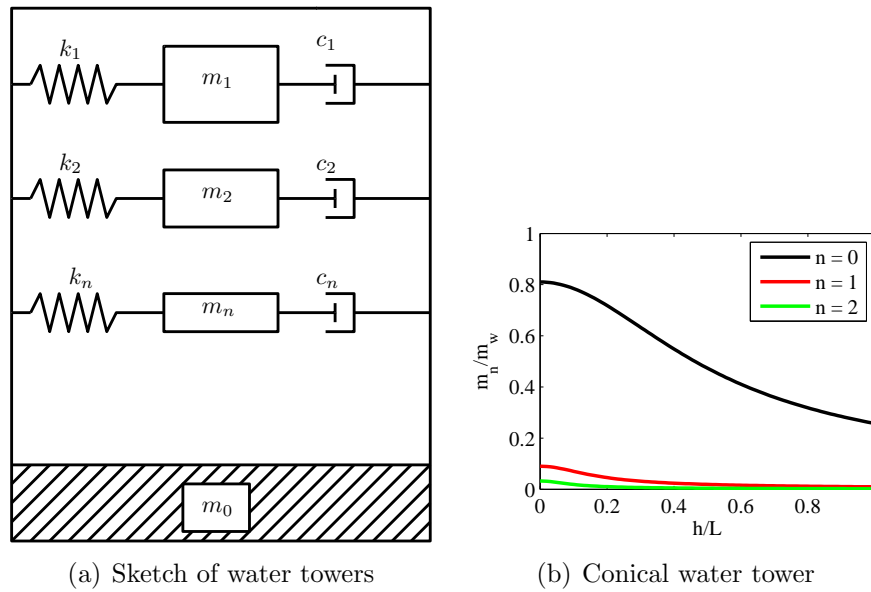 k₁
m₁
c₁
k₂
m₂
c₂
kₙ
mₙ
cₙ
m₀
(a) Sketch of water towers
1
0.8
0.6
0.4
0.2
0
mₙ/m_w
n = 0
n = 1
n = 2
0 0.2 0.4 0.6 0.8
h/L
(b) Conical water tower